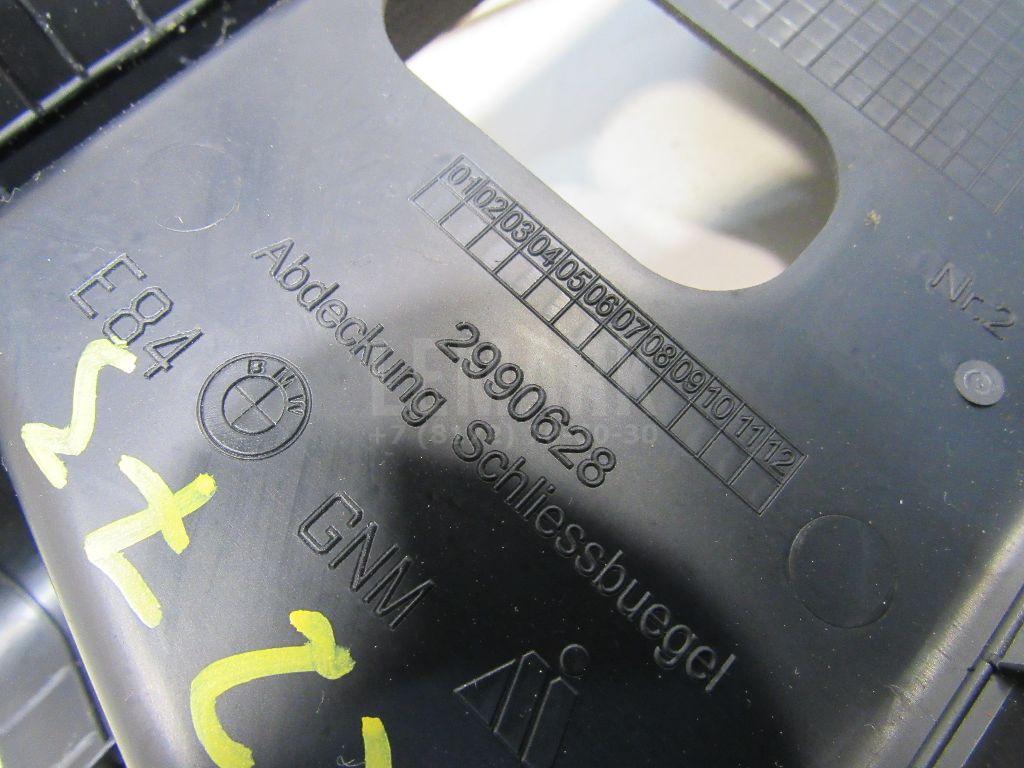 01 02 03 04 05 06 07 08 09 10 11 12
Nr.2
E84
BMW
Abdeckung Schliessbuegel
2990628
GNM